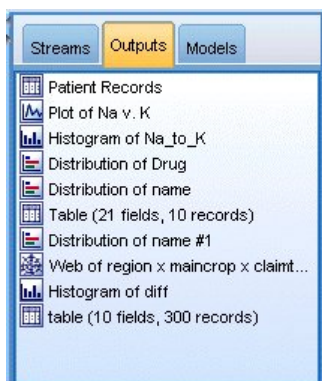 Streams Outputs Models
Patient Records
Plot of Na v. K
Histogram of Na_to_K
Distribution of Drug
Distribution of name
Table (21 fields, 10 records)
Distribution of name #1
Web of region x maincrop x claimt...
Histogram of diff
table (10 fields, 300 records)